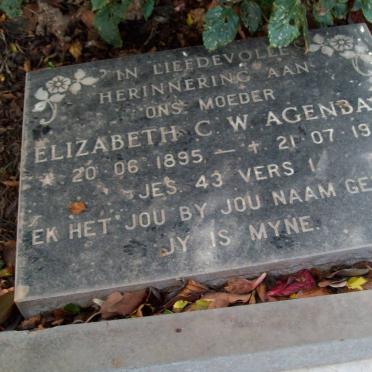 IN LIEFDEVOLLE
HERINNERING AAN
ONS MOEDER
ELIZABETH C W AGENBA
* 20 06 1895 - + 21 07 19
JES 43 VERS 1
EK HET JOU BY JOU NAAM GE
JY IS MYNE.